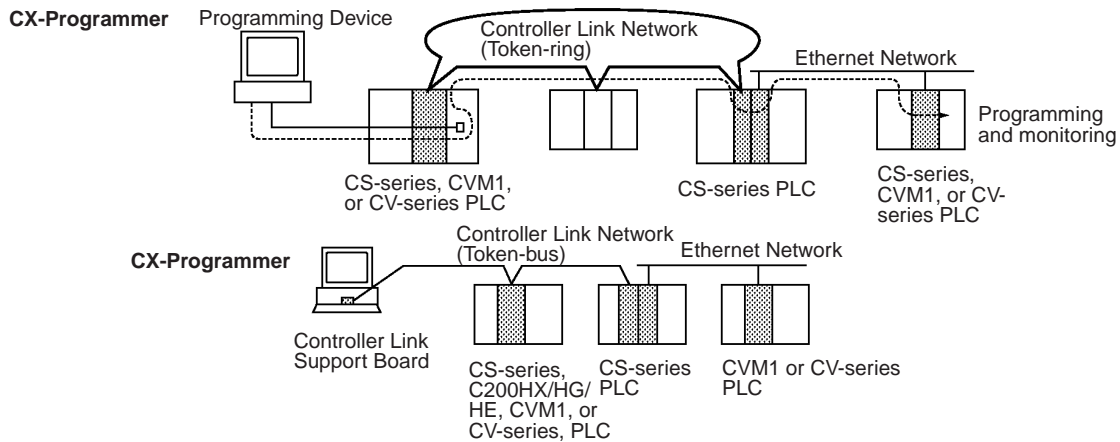 CX-Programmer
Programming Device
Controller Link Network
(Token-ring)
Ethernet Network
Programming
and monitoring
CS-series, CVM1,
or CV-series PLC
CS-series PLC
CS-series,
CVM1, or CV-
series PLC
CX-Programmer
Controller Link Network
(Token-bus)
Ethernet Network
Controller Link
Support Board
CS-series,
C200HX/HG/
HE, CVM1, or
CV-series, PLC
CS-series
PLC
CVM1 or CV-series
PLC